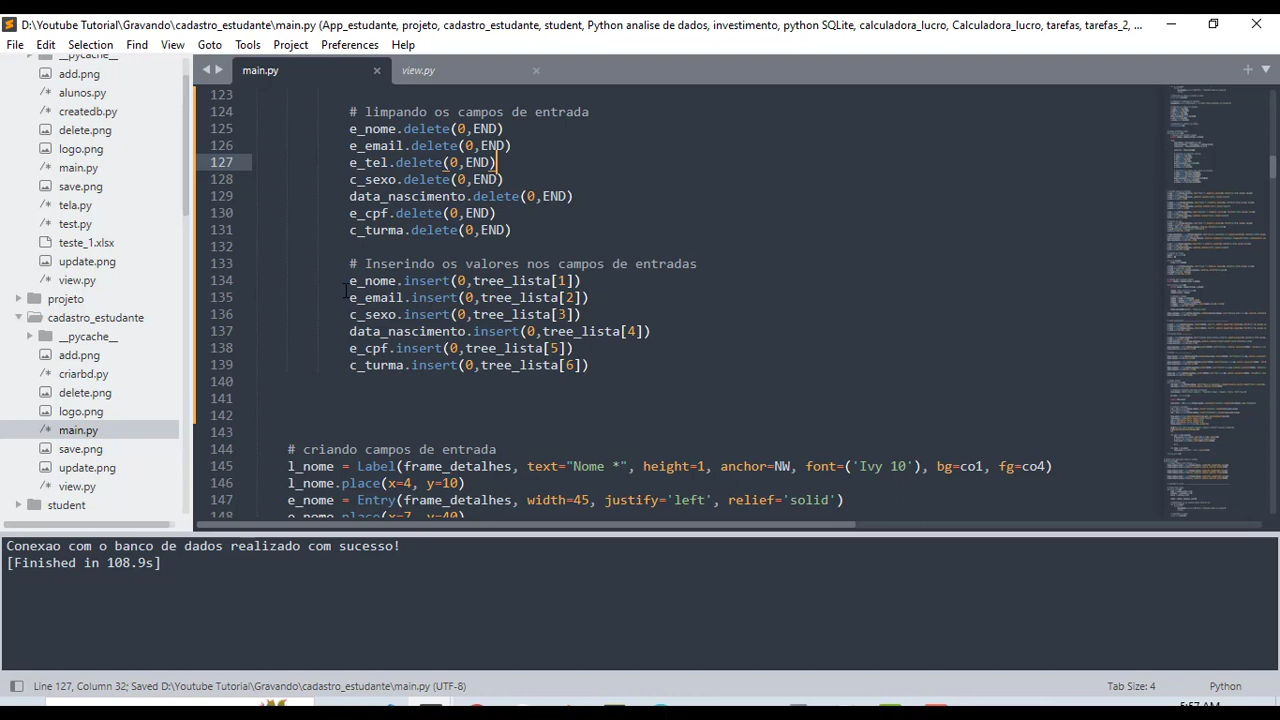 D:\Youtube Tutorial\Gravando\cadastro_estudante\main.py (App_estudante, projeto, cadastro_estudante, student, Python analise de dados, investimento, python SQLite, calculadora_lucro, Calculadora_lucro, tarefas, tarefas_2, ...
File Edit Selection Find View Goto Tools Project Preferences Help
__pycache__
add.png
alunos.py
createdb.py
delete.png
logo.png
main.py
save.png
tela.py
test.py
teste_1.xlsx
update.png
view.py
projeto
cadastro_estudante
__pycache__
add.png
criarbd.py
delete.png
logo.png
main.py
save.png
update.png
view.py
student
main.py
view.py
123
124 # limpando os campos de entrada
125 e_nome.delete(0,END)
126 e_email.delete(0,END)
127 e_tel.delete(0,END)
128 c_sexo.delete(0,END)
129 data_nascimento.delete(0,END)
130 e_cpf.delete(0,END)
131 c_turma.delete(0,END)
132
133 # Inserindo os valores nos campos de entradas
134 e_nome.insert(0,tree_lista[1])
135 e_email.insert(0,tree_lista[2])
136 c_sexo.insert(0,tree_lista[3])
137 data_nascimento.insert(0,tree_lista[4])
138 e_cpf.insert(0,tree_lista[5])
139 c_turma.insert(0,tree_lista[6])
140
141
142
143
144 # criando campos de entrada
145 l_nome = Label(frame_detalhes, text="Nome *", height=1, anchor=NW, font=('Ivy 10'), bg=co1, fg=co4)
146 l_nome.place(x=4, y=10)
147 e_nome = Entry(frame_detalhes, width=45, justify='left', relief='solid')
148 e_nome.place(x=7, y=40)
Conexao com o banco de dados realizado com sucesso!
[Finished in 108.9s]
Line 127, Column 32; Saved D:\Youtube Tutorial\Gravando\cadastro_estudante\main.py (UTF-8)
Tab Size: 4
Python
5:57 AM